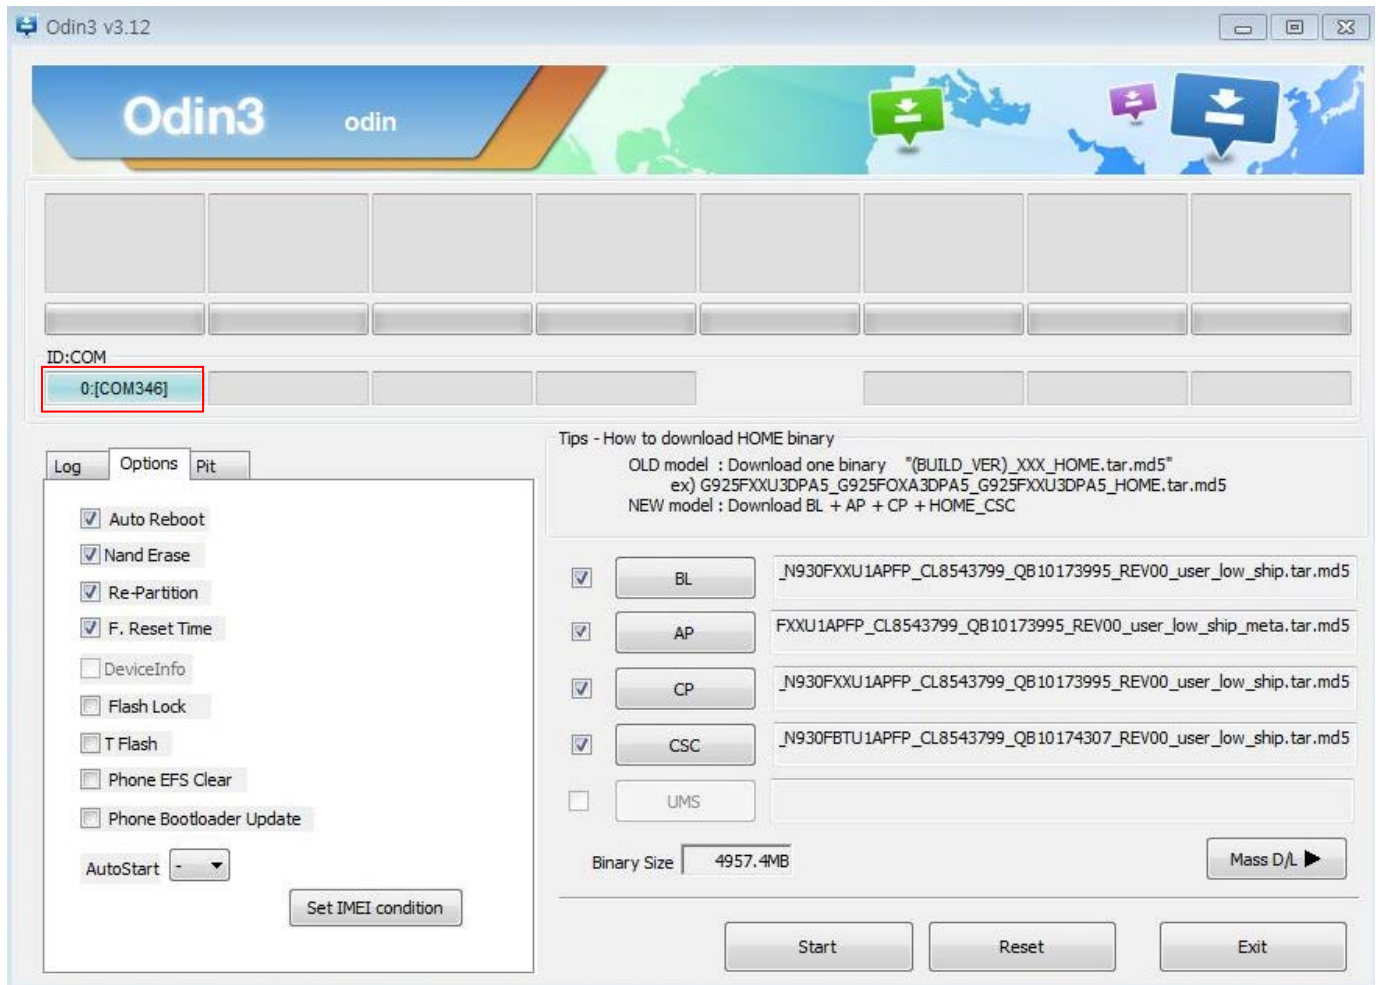 Odin3 v3.12
Odin3 odin
ID:COM
0:[COM346]
Log Options Pit
Auto Reboot
Nand Erase
Re-Partition
F. Reset Time
DeviceInfo
Flash Lock
T Flash
Phone EFS Clear
Phone Bootloader Update
AutoStart -
Set IMEI condition
Tips - How to download HOME binary
OLD model : Download one binary "(BUILD_VER)_XXX_HOME.tar.md5"
ex) G925FXXU3DPA5_G925FOXA3DPA5_G925FXXU3DPA5_HOME.tar.md5
NEW model : Download BL + AP + CP + HOME_CSC
BL _N930FXXU1APFP_CL8543799_QB10173995_REV00_user_low_ship.tar.md5
AP FXXU1APFP_CL8543799_QB10173995_REV00_user_low_ship_meta.tar.md5
CP _N930FXXU1APFP_CL8543799_QB10173995_REV00_user_low_ship.tar.md5
CSC _N930FBTU1APFP_CL8543799_QB10174307_REV00_user_low_ship.tar.md5
UMS
Binary Size 4957.4MB
Mass D/L
Start Reset Exit